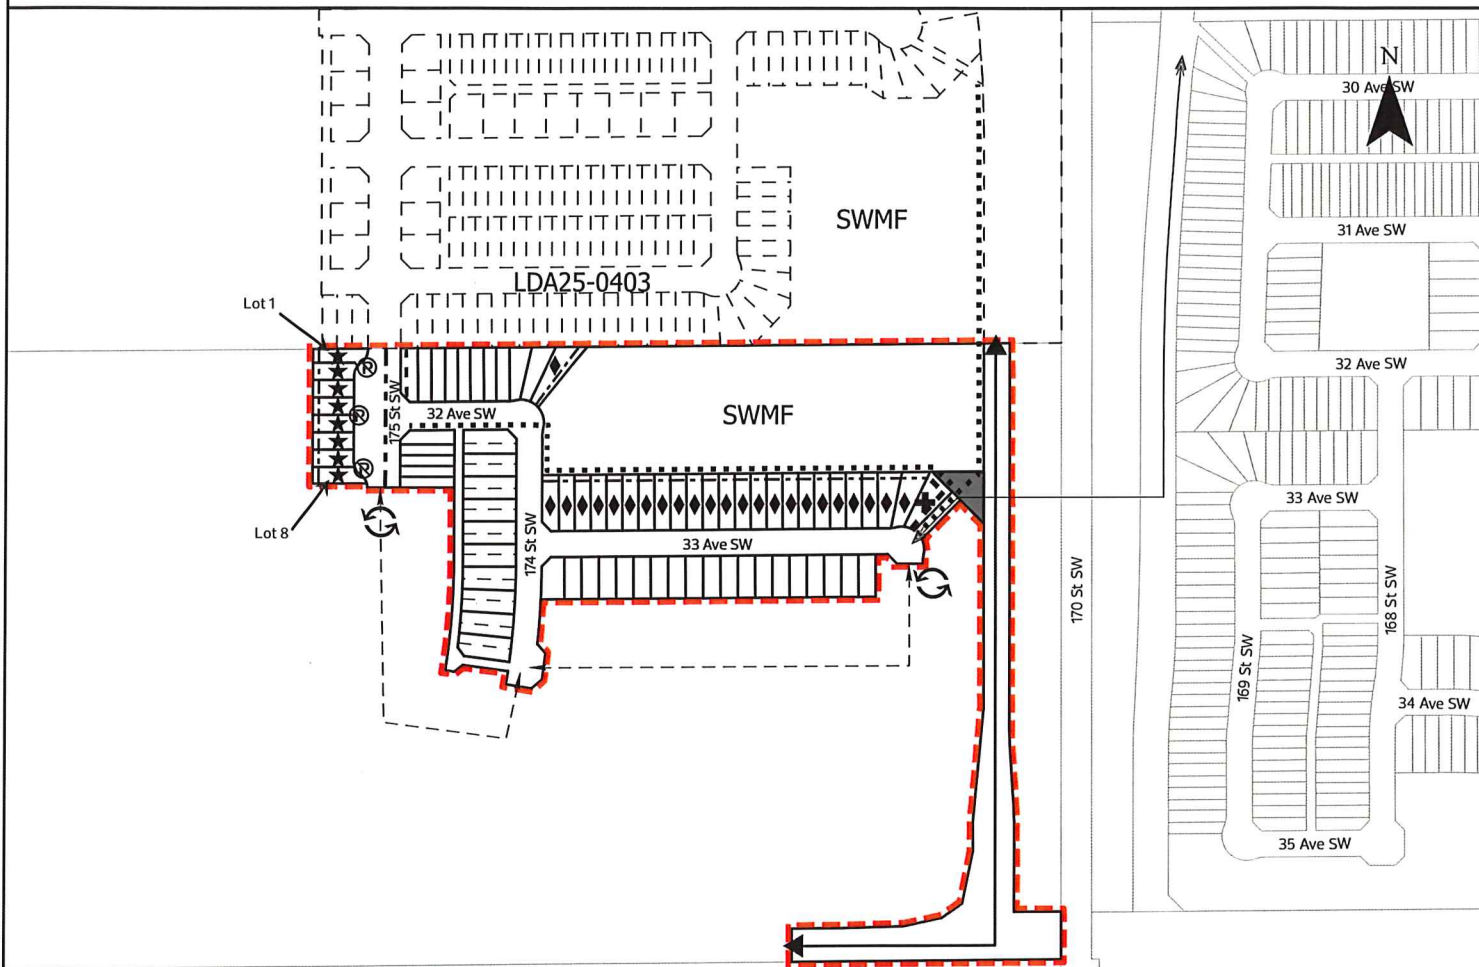 N
30 Ave SW
SWMF
31 Ave SW
LDA25-0403
Lot 1
32 Ave SW
175 St SW
32 Ave SW
SWMF
R
R
R
33 Ave SW
Lot 8
174 St SW
33 Ave SW
170 St SW
168 St SW
169 St SW
34 Ave SW
35 Ave SW